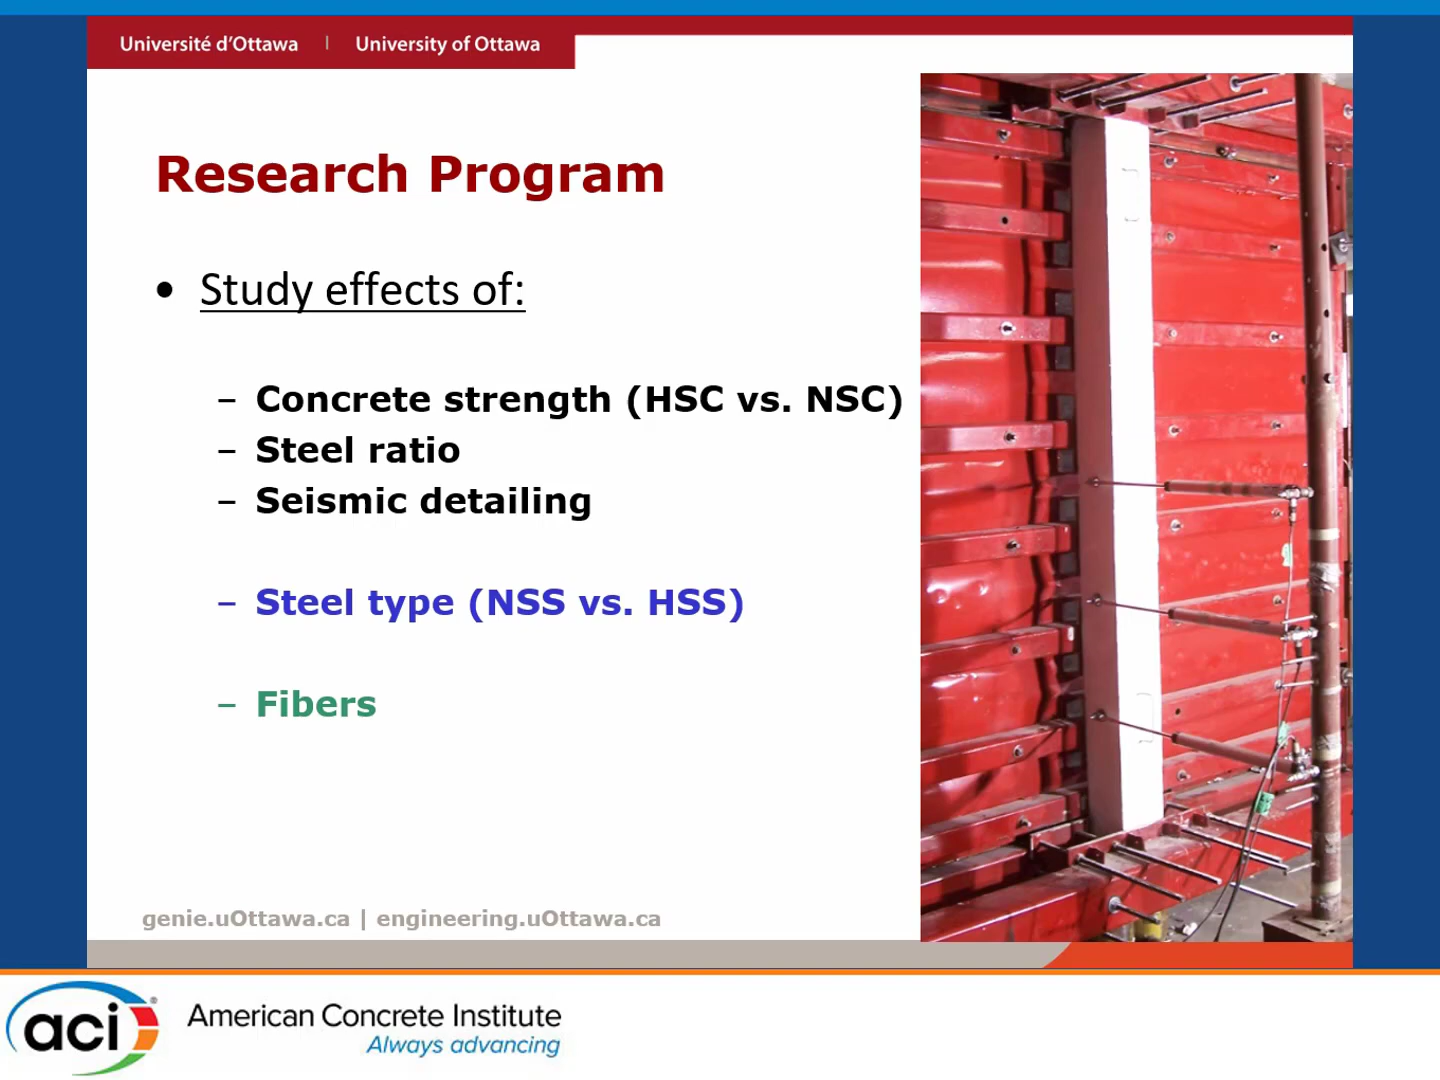 Université d'Ottawa | University of Ottawa
Research Program
• Study effects of:
– Concrete strength (HSC vs. NSC)
– Steel ratio
– Seismic detailing
– Steel type (NSS vs. HSS)
– Fibers
genie.uOttawa.ca | engineering.uOttawa.ca
aci®
American Concrete Institute
Always advancing